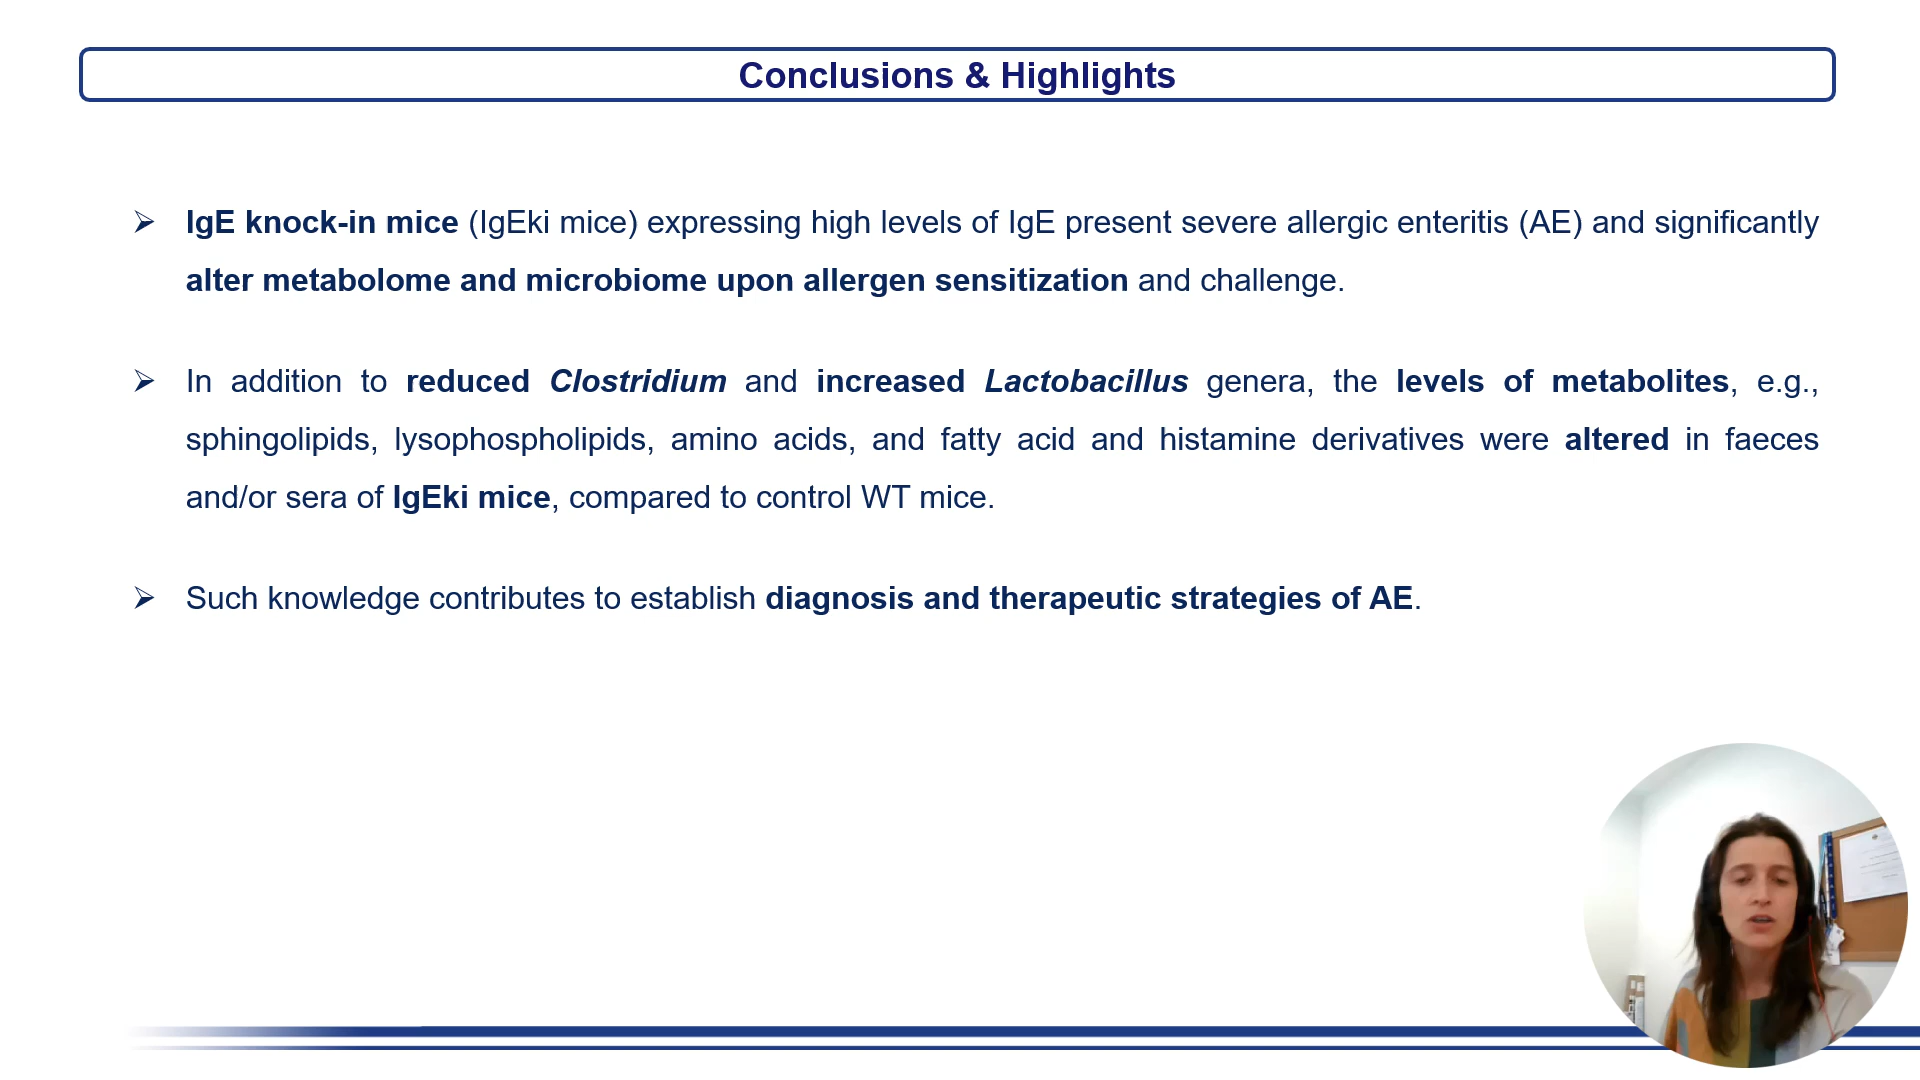 Conclusions & Highlights
IgE knock-in mice (IgEki mice) expressing high levels of IgE present severe allergic enteritis (AE) and significantly
alter metabolome and microbiome upon allergen sensitization and challenge.
In addition to reduced Clostridium and increased Lactobacillus genera, the levels of metabolites, e.g.,
sphingolipids, lysophospholipids, amino acids, and fatty acid and histamine derivatives were altered in faeces
and/or sera of IgEki mice, compared to control WT mice.
Such knowledge contributes to establish diagnosis and therapeutic strategies of AE.